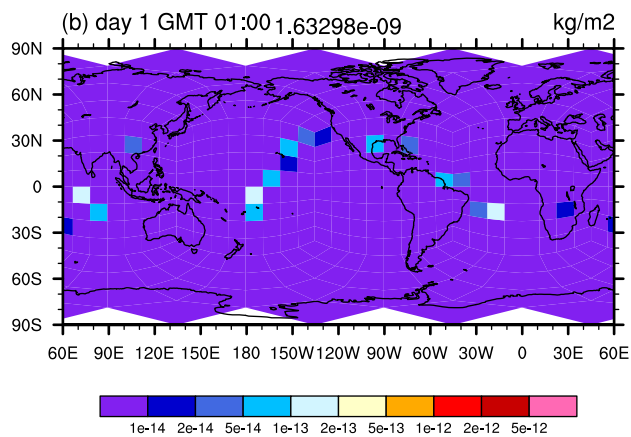 (b) day 1 GMT 01:00 1.63298e-09 kg/m2
90N
60N
30N
0
30S
60S
90S
60E 90E 120E 150E 180 150W 120W 90W 60W 30W 0 30E 60E
1e-14 2e-14 5e-14 1e-13 2e-13 5e-13 1e-12 2e-12 5e-12